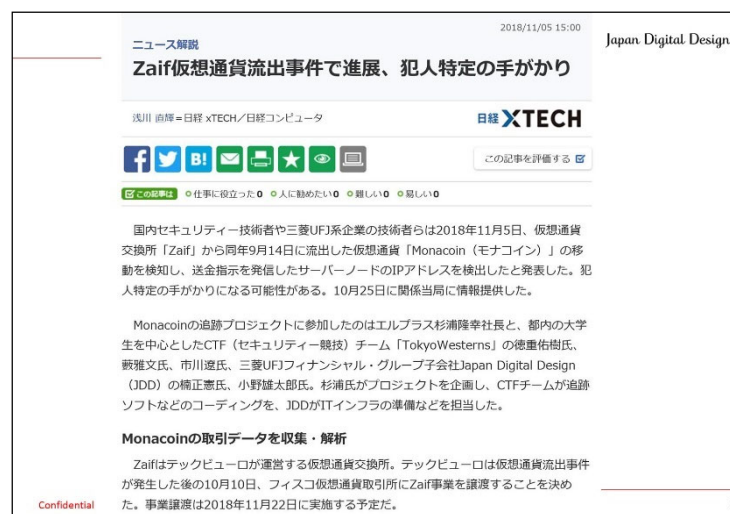 2018/11/05 15:00
Japan Digital Design
ニュース解説
Zaif仮想通貨流出事件で進展、犯人特定の手がかり
浅川 直輝=日経 xTECH/日経コンピュータ
日経 XTECH
この記事を評価する
この記事は 仕事に役立った 0 人に勧めたい 0 難しい 0 易しい 0
国内セキュリティー技術者や三菱UFJ系企業の技術者らは2018年11月5日、仮想通貨
交換所「Zaif」から同年9月14日に流出した仮想通貨「Monacoin（モナコイン）」の移
動を検知し、送金指示を発信したサーバーノードのIPアドレスを検出したと発表した。犯
人特定の手がかりになる可能性がある。10月25日に関係当局に情報提供した。
Monacoinの追跡プロジェクトに参加したのはエルプラス杉浦隆幸社長と、都内の大学
生を中心としたCTF（セキュリティー競技）チーム「TokyoWesterns」の徳重佑樹氏、
藪雅文氏、市川遼氏、三菱UFJフィナンシャル・グループ子会社Japan Digital Design
（JDD）の楠正憲氏、小野雄太郎氏。杉浦氏がプロジェクトを企画し、CTFチームが追跡
ソフトなどのコーディングを、JDDがITインフラの準備などを担当した。
Monacoinの取引データを収集・解析
Zaifはテックビューロが運営する仮想通貨交換所。テックビューロは仮想通貨流出事件
が発生した後の10月10日、フィスコ仮想通貨取引所にZaif事業を譲渡することを決め
た。事業譲渡は2018年11月22日に実施する予定だ。
Confidential